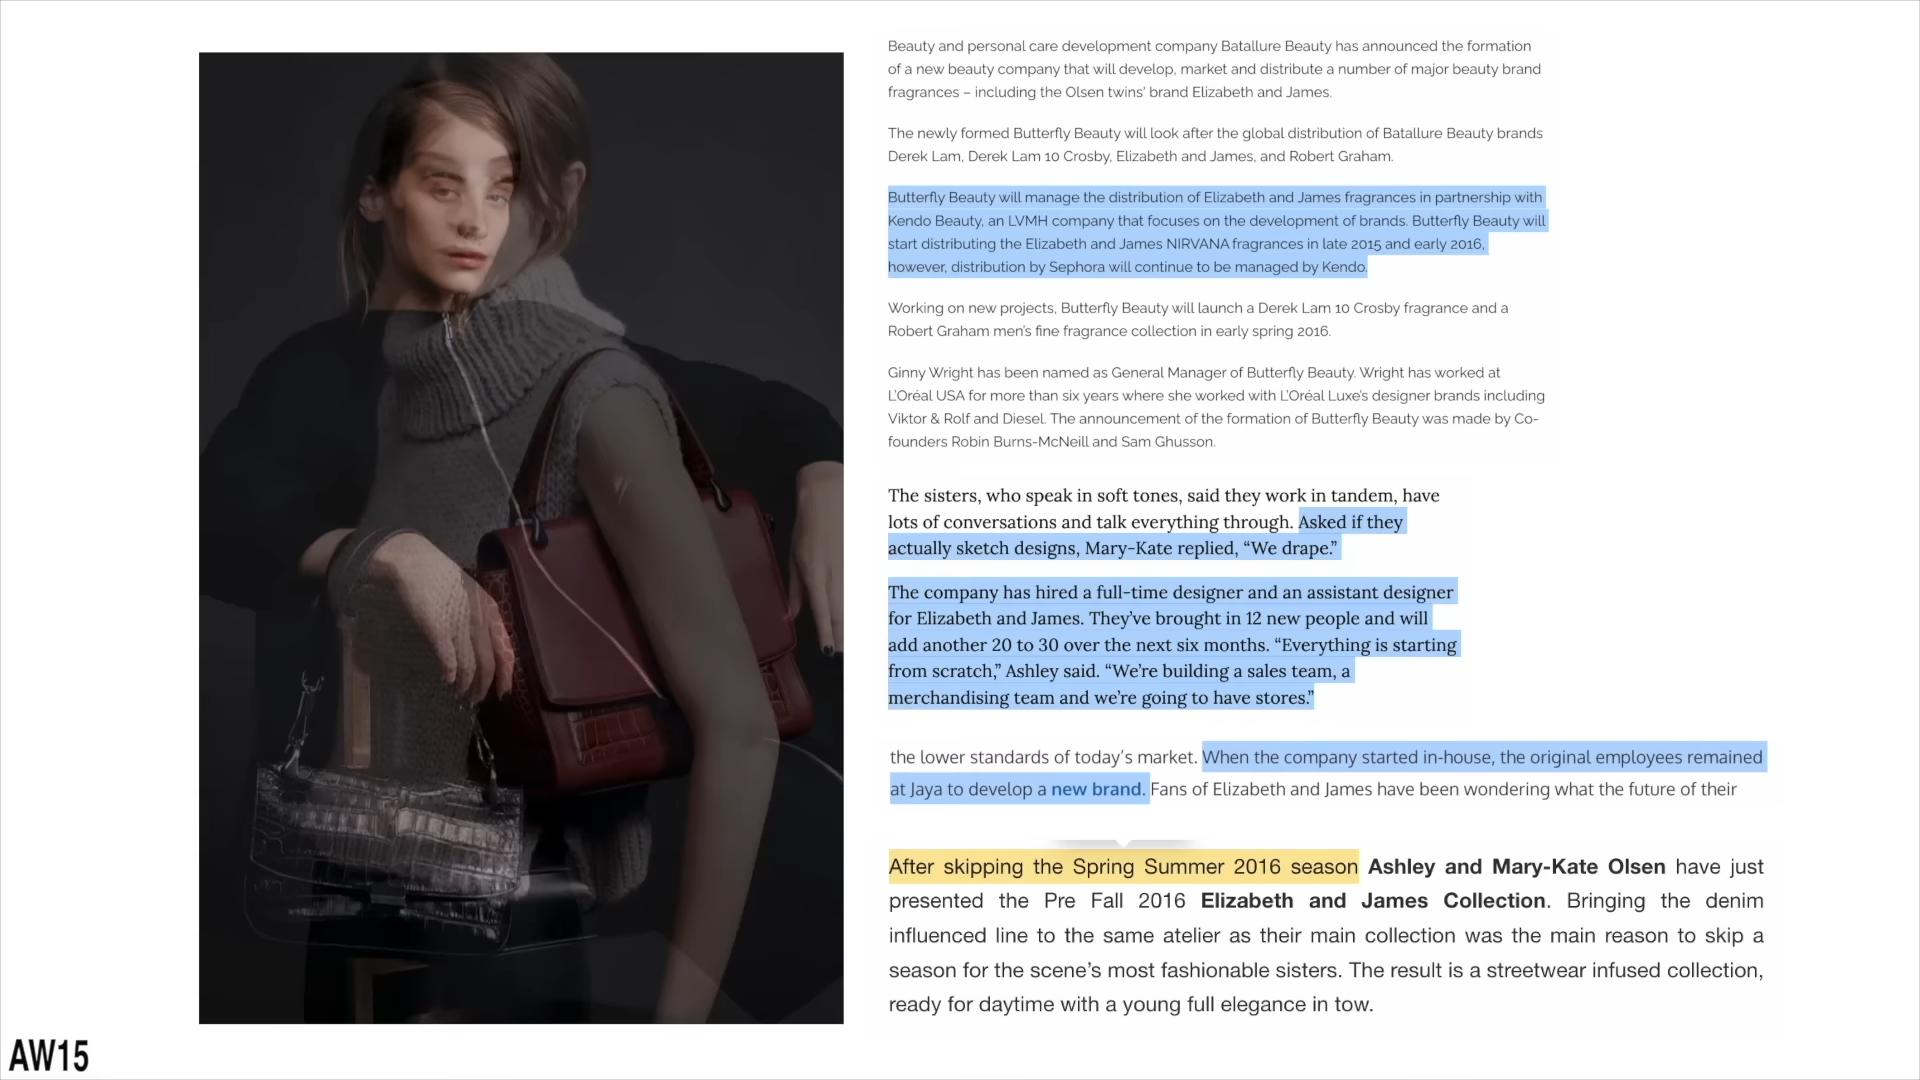 Beauty and personal care development company Batallure Beauty has announced the formation
of a new beauty company that will develop, market and distribute a number of major beauty brand
fragrances – including the Olsen twins' brand Elizabeth and James.
The newly formed Butterfly Beauty will look after the global distribution of Batallure Beauty brands
Derek Lam, Derek Lam 10 Crosby, Elizabeth and James, and Robert Graham.
Butterfly Beauty will manage the distribution of Elizabeth and James fragrances in partnership with
Kendo Beauty, an LVMH company that focuses on the development of brands. Butterfly Beauty will
start distributing the Elizabeth and James NIRVANA fragrances in late 2015 and early 2016,
however, distribution by Sephora will continue to be managed by Kendo.
Working on new projects, Butterfly Beauty will launch a Derek Lam 10 Crosby fragrance and a
Robert Graham men's fine fragrance collection in early spring 2016.
Ginny Wright has been named as General Manager of Butterfly Beauty. Wright has worked at
L'Oréal USA for more than six years where she worked with L'Oréal Luxe's designer brands including
Viktor & Rolf and Diesel. The announcement of the formation of Butterfly Beauty was made by Co-
founders Robin Burns-McNeill and Sam Ghusson.
The sisters, who speak in soft tones, said they work in tandem, have
lots of conversations and talk everything through. Asked if they
actually sketch designs, Mary-Kate replied, “We drape.”
The company has hired a full-time designer and an assistant designer
for Elizabeth and James. They’ve brought in 12 new people and will
add another 20 to 30 over the next six months. “Everything is starting
from scratch,” Ashley said. “We’re building a sales team, a
merchandising team and we’re going to have stores.”
the lower standards of today’s market. When the company started in-house, the original employees remained
at Jaya to develop a new brand. Fans of Elizabeth and James have been wondering what the future of their
After skipping the Spring Summer 2016 season Ashley and Mary-Kate Olsen have just
presented the Pre Fall 2016 Elizabeth and James Collection. Bringing the denim
influenced line to the same atelier as their main collection was the main reason to skip a
season for the scene’s most fashionable sisters. The result is a streetwear infused collection,
ready for daytime with a young full elegance in tow.
AW15